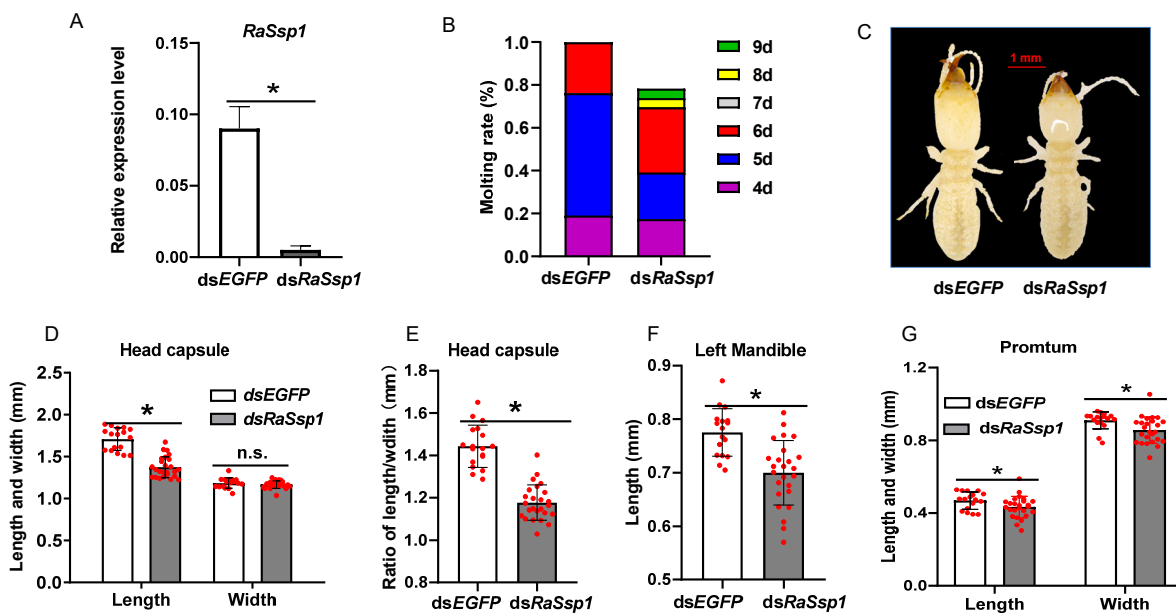 A
RaSsp1
Relative expression level
0.15
0.10
0.05
0.00
*
dsEGFP
dsRaSsp1
B
Molting rate (%)
1.0
0.8
0.6
0.4
0.2
0.0
dsEGFP
dsRaSsp1
9d
8d
7d
6d
5d
4d
C
1 mm
dsEGFP
dsRaSsp1
D
Head capsule
Length and width (mm)
2.5
2.0
1.5
1.0
0.5
0.0
dsEGFP
dsRaSsp1
*
n.s.
Length
Width
E
Head capsule
Ratio of length/wdith (mm)
1.8
1.6
1.4
1.2
1.0
0.8
*
dsEGFP
dsRaSsp1
F
Left Mandible
Length (mm)
0.9
0.8
0.7
0.6
0.5
*
dsEGFP
dsRaSsp1
G
Promtum
Length and width (mm)
1.2
0.8
0.4
0.0
dsEGFP
dsRaSsp1
*
*
Length
Width